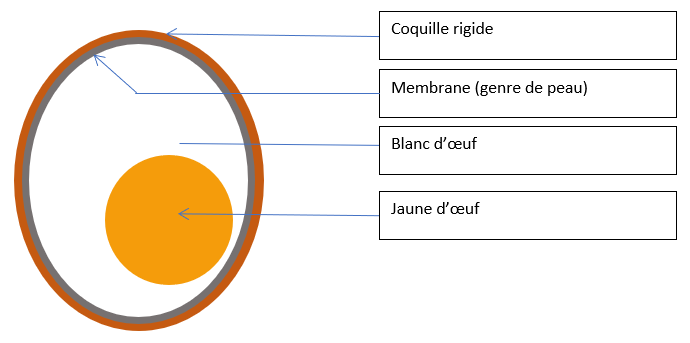 Coquille rigide
Membrane (genre de peau)
Blanc d’œuf
Jaune d’œuf